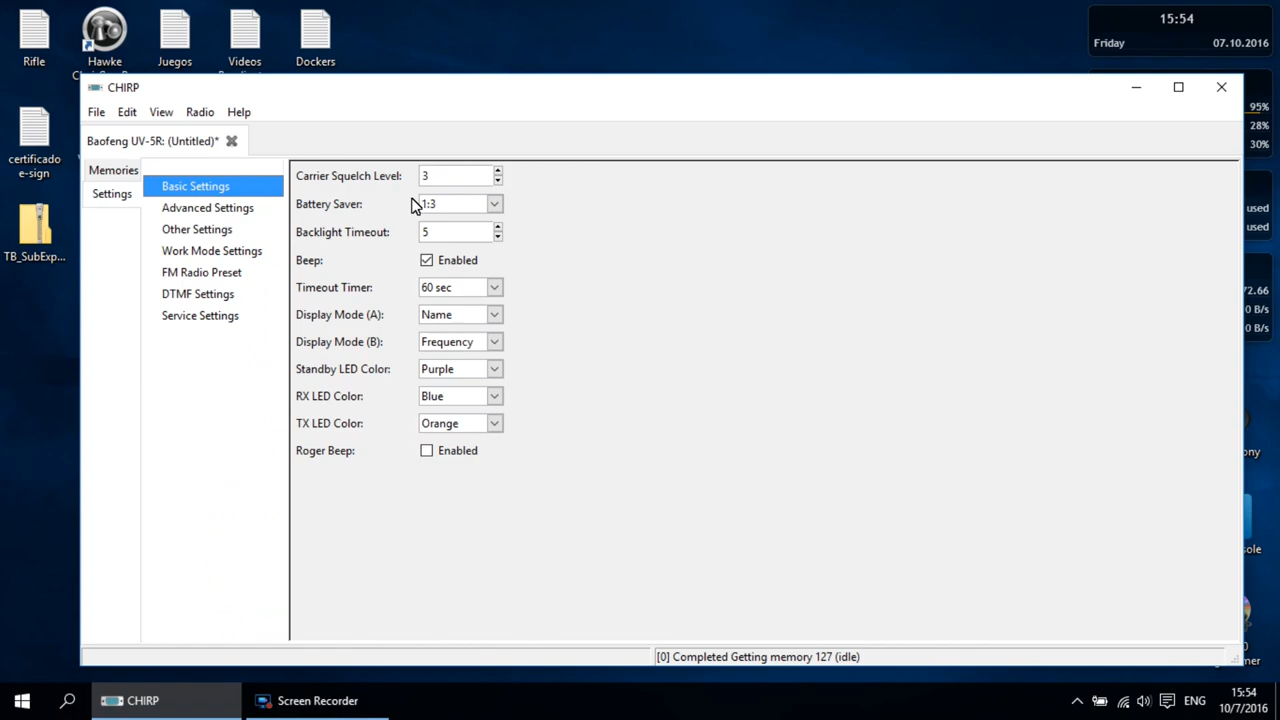 Rifle
Hawke
Juegos
Videos
Dockers
certificado
e-sign
TB_SubExp...
15:54
Friday 07.10.2016
95%
28%
30%
used
used
72.66
0 B/s
0 B/s
CHIRP
File Edit View Radio Help
Baofeng UV-5R: (Untitled)*
Memories
Settings
Basic Settings
Advanced Settings
Other Settings
Work Mode Settings
FM Radio Preset
DTMF Settings
Service Settings
Carrier Squelch Level: 3
Battery Saver: 1:3
Backlight Timeout: 5
Beep: Enabled
Timeout Timer: 60 sec
Display Mode (A): Name
Display Mode (B): Frequency
Standby LED Color: Purple
RX LED Color: Blue
TX LED Color: Orange
Roger Beep: Enabled
[0] Completed Getting memory 127 (idle)
CHIRP
Screen Recorder
ENG
15:54
10/7/2016